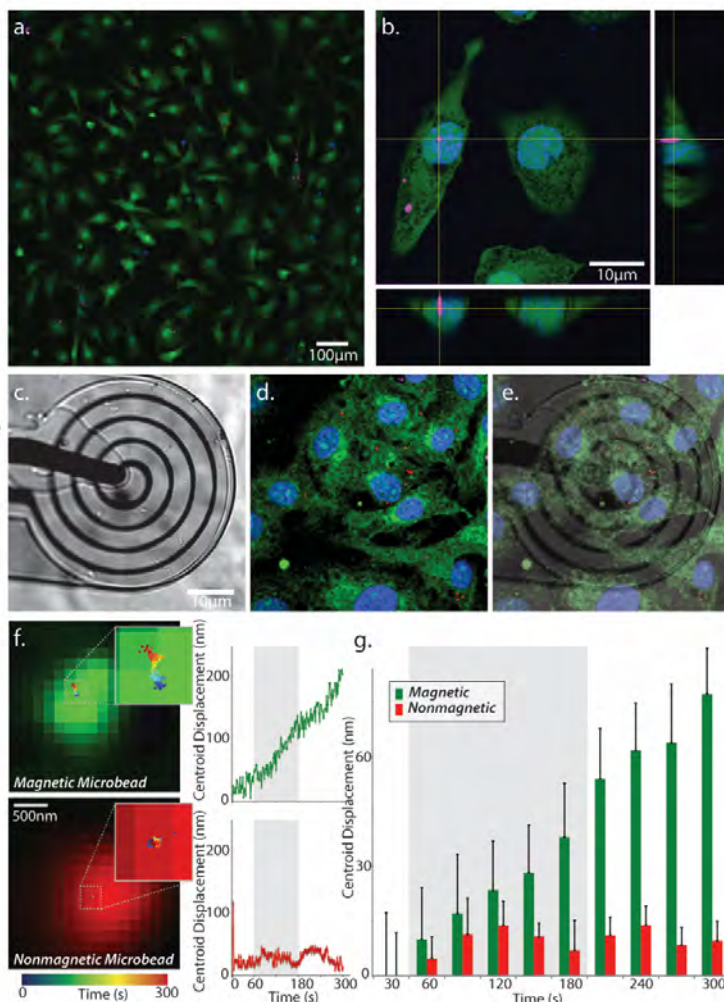 a.
100µm
b.
10µm
c.
10µm
d.
e.
f.
Magnetic Microbead
500nm
Nonmagnetic Microbead
0
300
Time (s)
Centroid Displacement (nm)
200
100
0
Centroid Displacement (nm)
200
100
0
0
60
180
300
Time (s)
g.
Magnetic
Nonmagnetic
Centroid Displacement (nm)
60
30
0
30
60
120
180
240
300
Time (s)